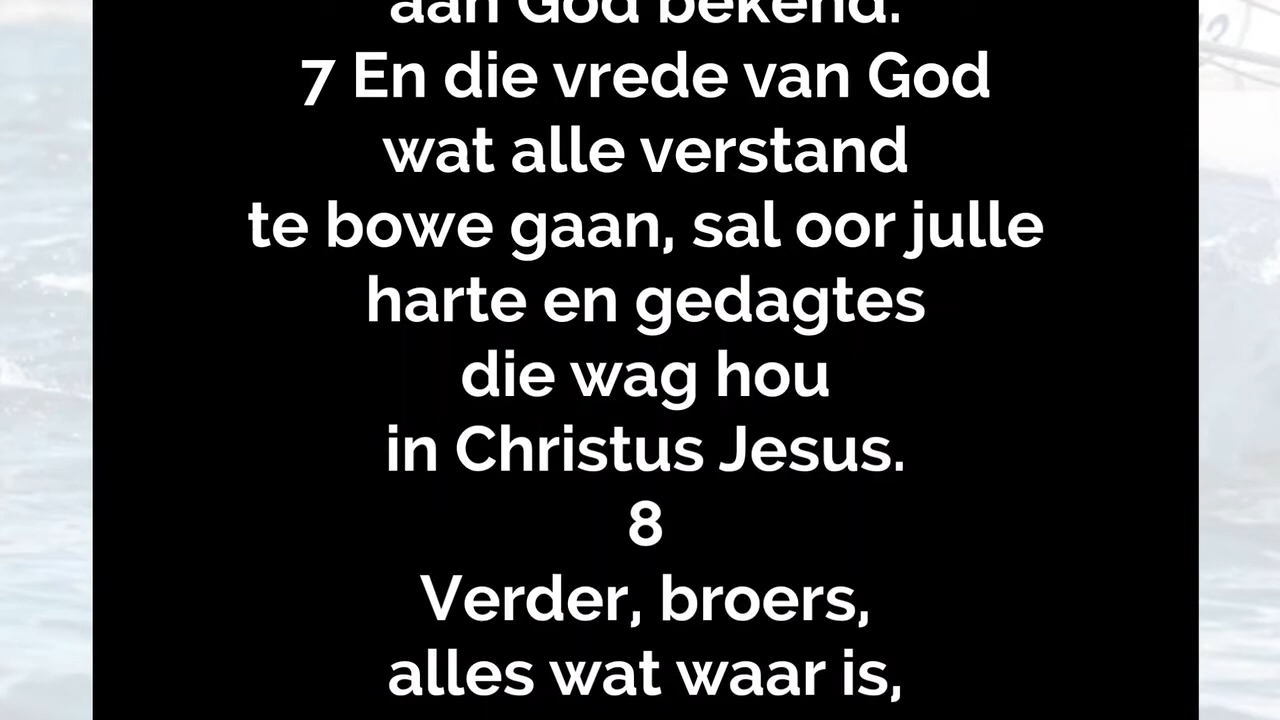 aan God bekend.
7 En die vrede van God
wat alle verstand
te bowe gaan, sal oor julle
harte en gedagtes
die wag hou
in Christus Jesus.
8
Verder, broers,
alles wat waar is,